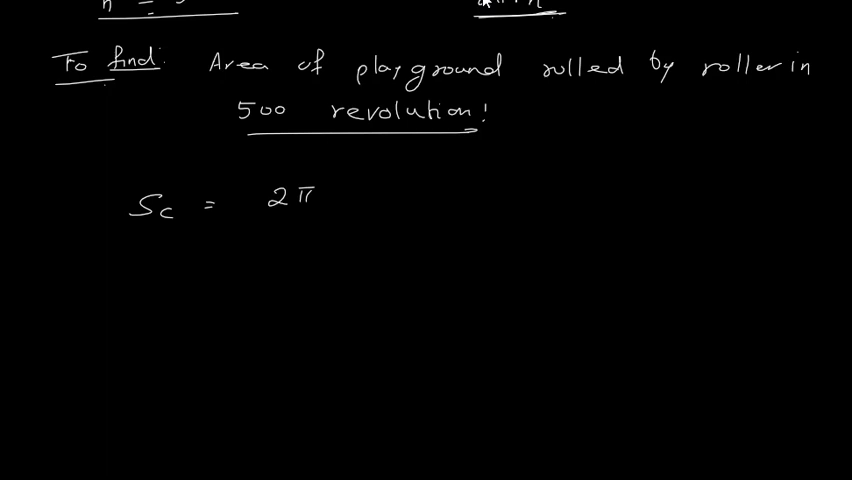 To find: Area of playground rolled by roller in
500 revolution!
Sc = 2π